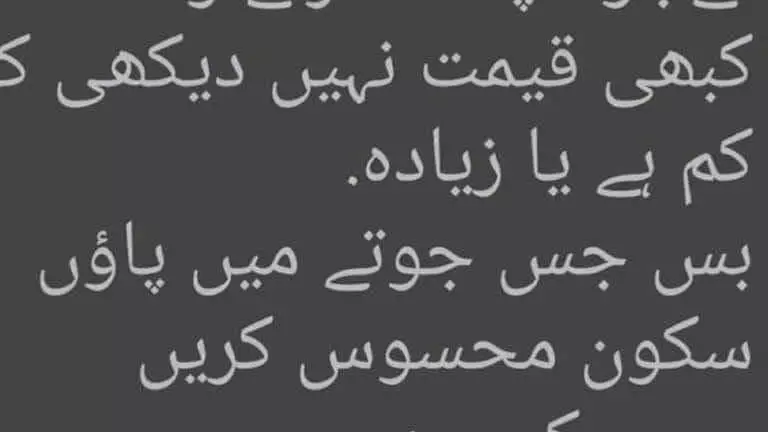 کبھی قیمت نہیں دیکھی
کم ہے یا زیادہ.
بس جس جوتے میں پاؤں
سکون محسوس کریں